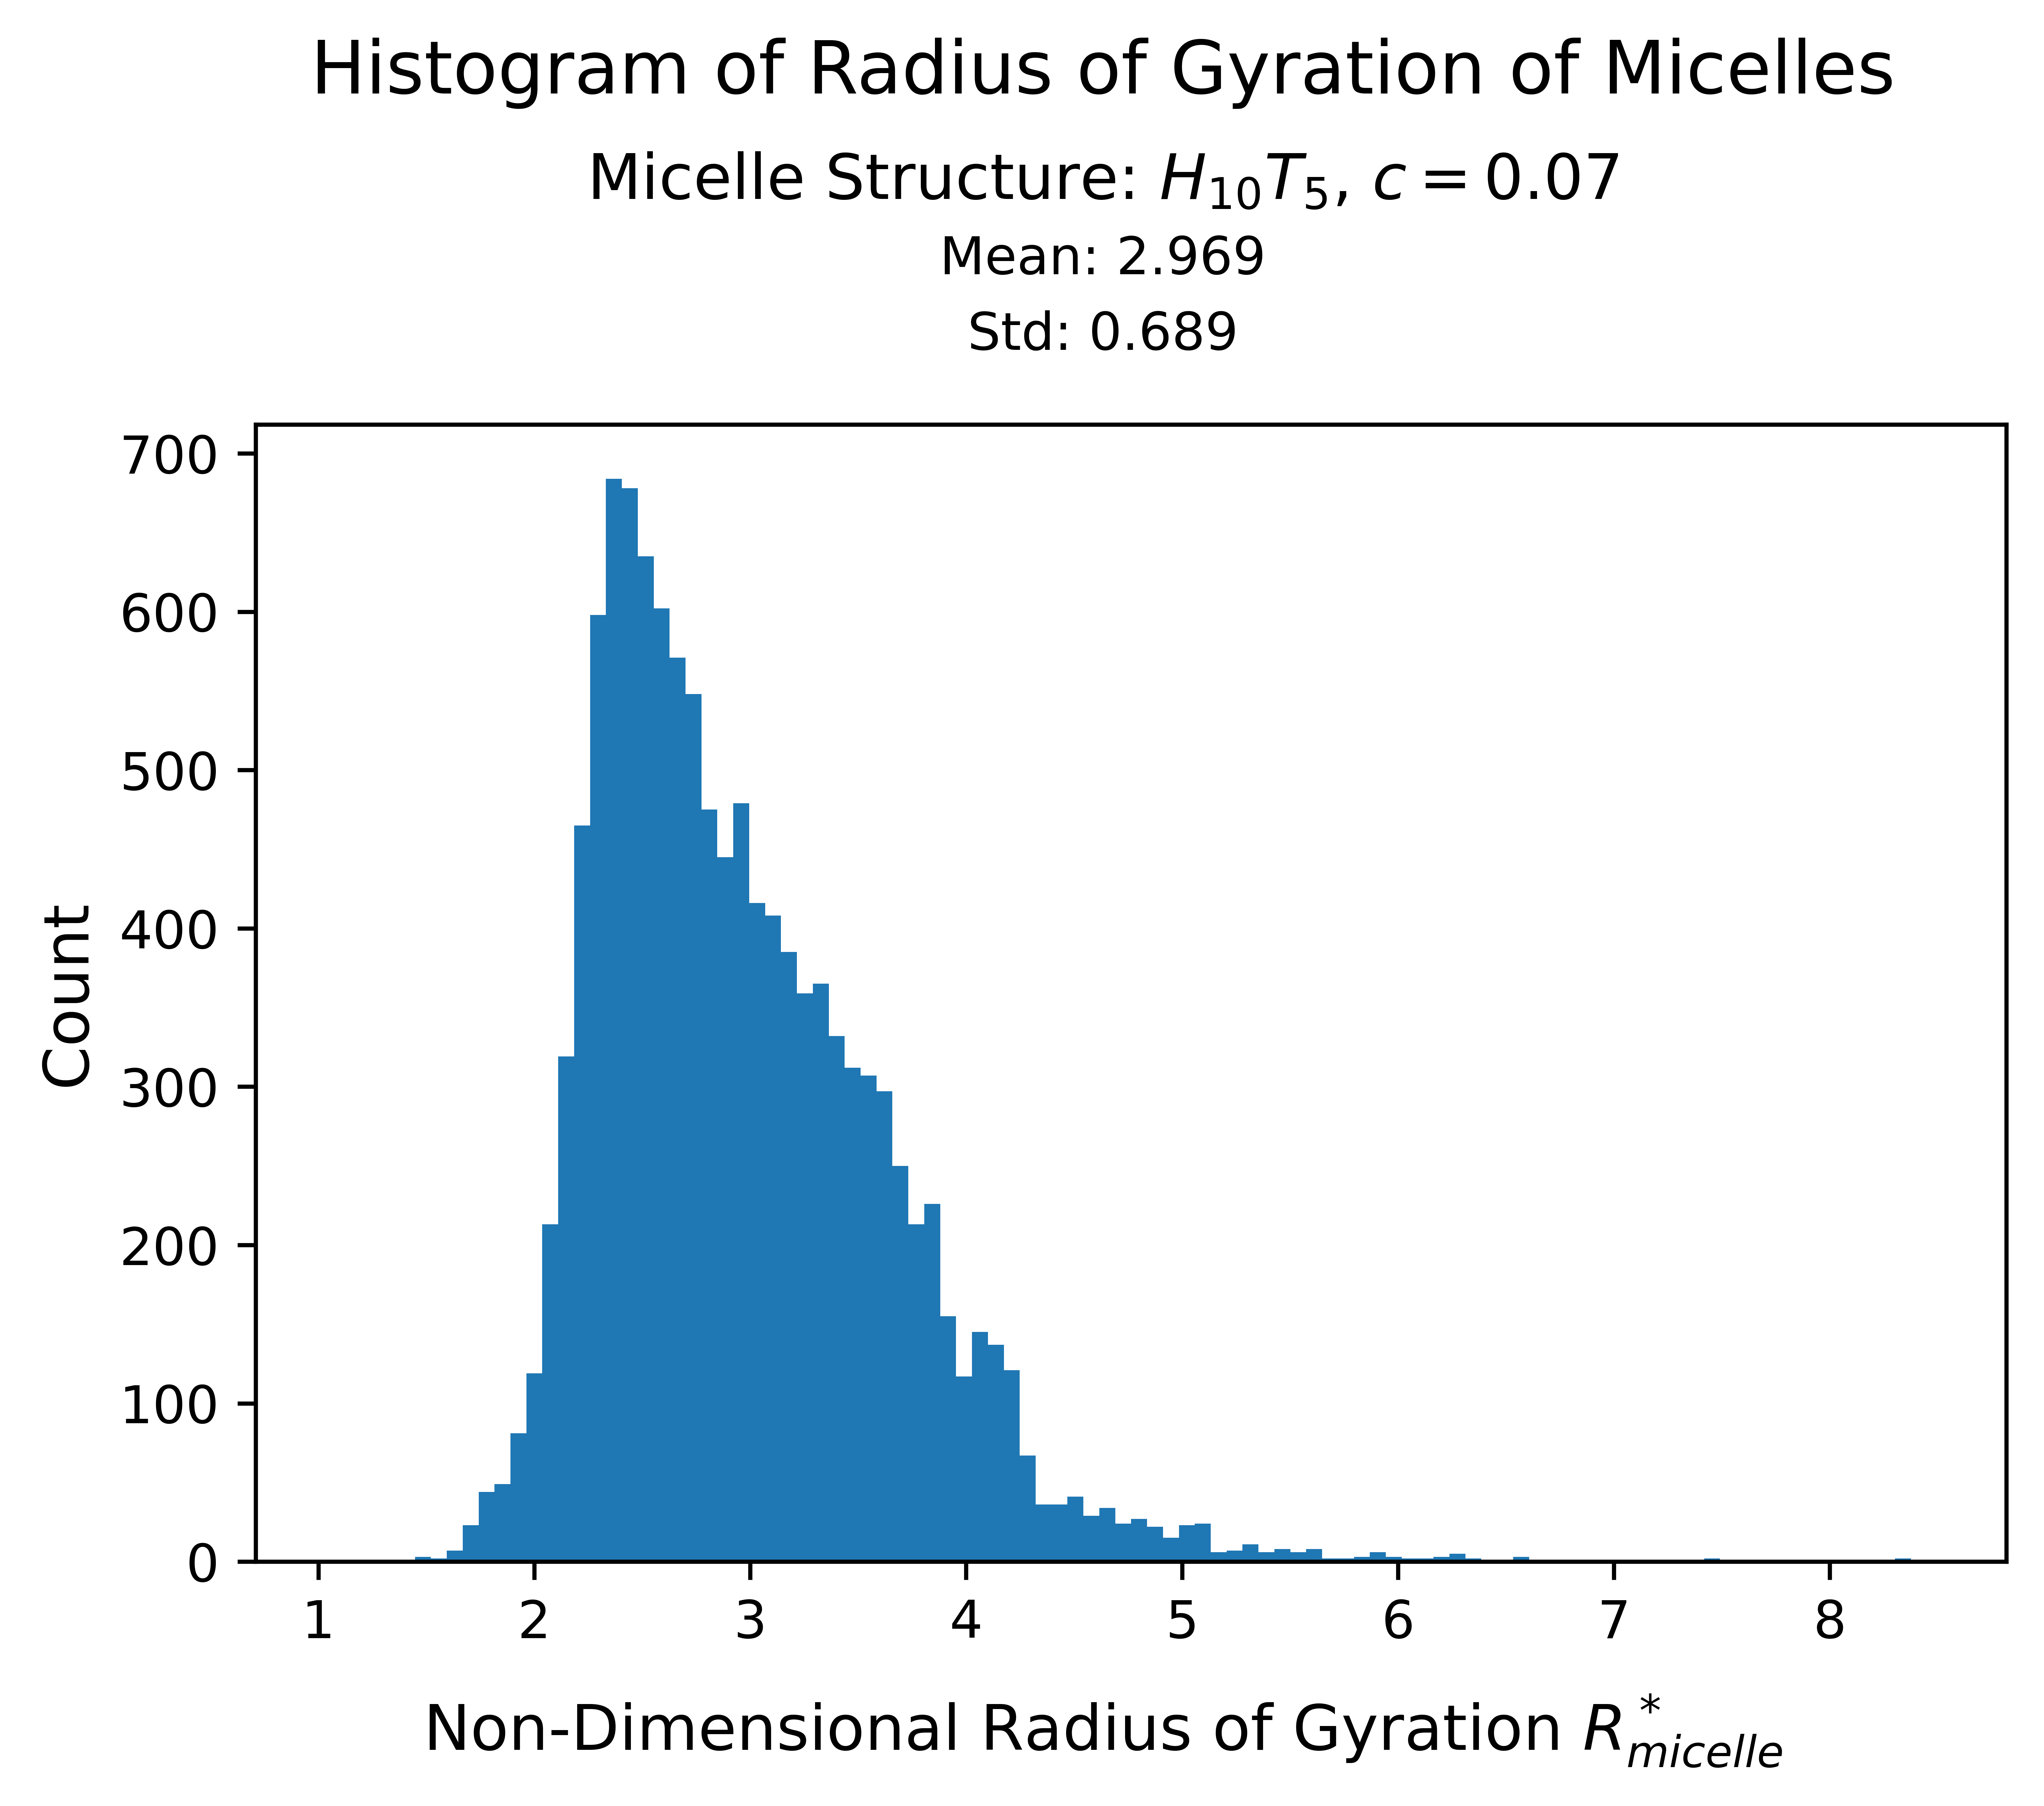 Histogram of Radius of Gyration of Micelles
Micelle Structure: H₁₀T₅, c = 0.07
Mean: 2.969
Std: 0.689
700
600
500
400
300
200
100
0
Count
1 2 3 4 5 6 7 8
Non-Dimensional Radius of Gyration R*micelle